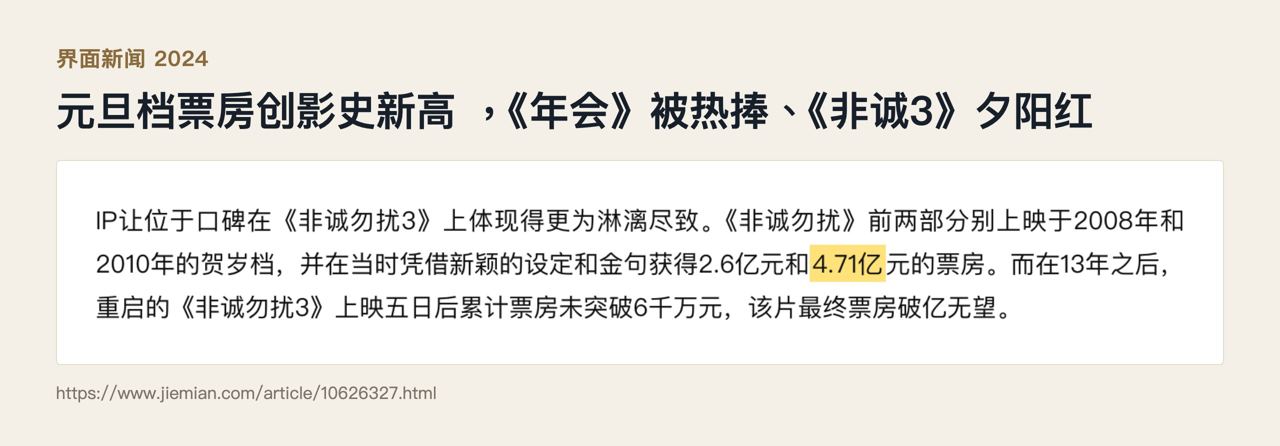 界面新闻 2024
元旦档票房创影史新高 ,《年会》被热捧、《非诚3》夕阳红
IP让位于口碑在《非诚勿扰3》上体现得更为淋漓尽致。《非诚勿扰》前两部分别上映于2008年和
2010年的贺岁档，并在当时凭借新颖的设定和金句获得2.6亿元和4.71亿元的票房。而在13年之后，
重启的《非诚勿扰3》上映五日后累计票房未突破6千万元，该片最终票房破亿无望。
https://www.jiemian.com/article/10626327.html